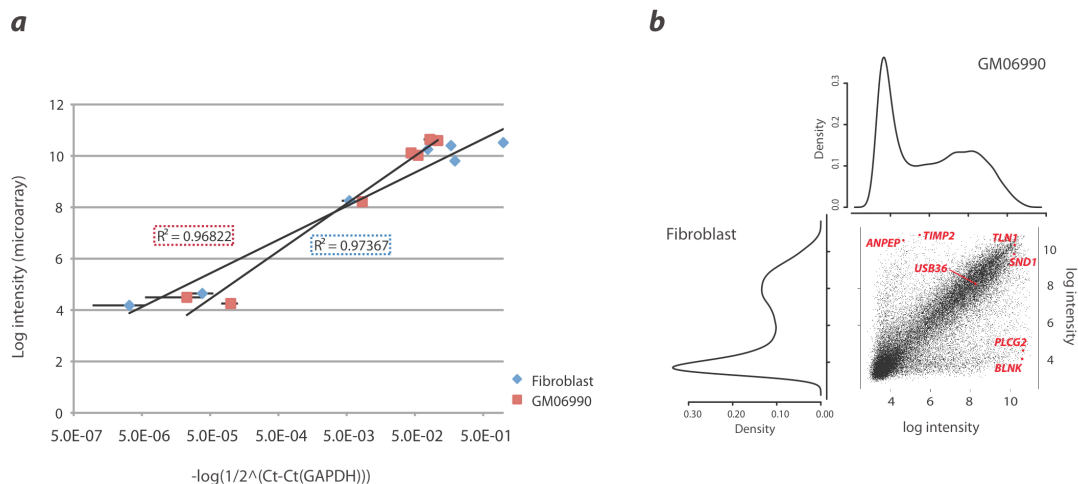 a
b
12
10
8
6
4
2
0
Log intensity (microarray)
R² = 0.96822
R² = 0.97367
Fibroblast
GM06990
5.0E-07 5.0E-06 5.0E-05 5.0E-04 5.0E-03 5.0E-02 5.0E-01
-log(1/2^(Ct-Ct(GAPDH)))
GM06990
Density
0.3
0.2
0.1
0.0
Fibroblast
0.30 0.20 0.10 0.00
Density
ANPEP
TIMP2
TLN1
SND1
USB36
PLCG2
BLNK
10
8
6
4
log intensity
4 6 8 10
log intensity